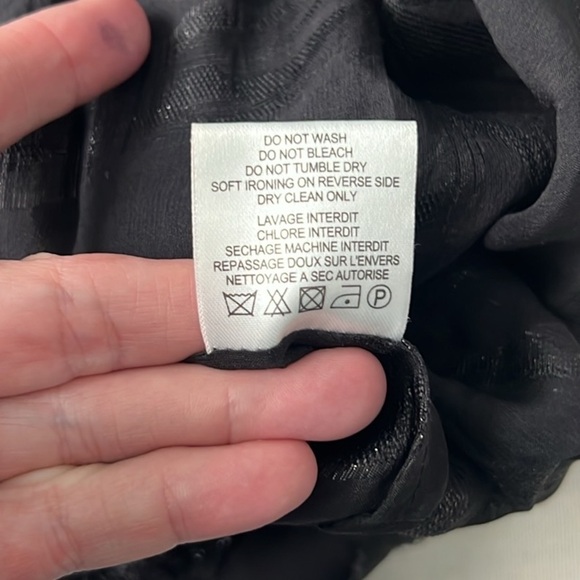 DO NOT WASH
DO NOT BLEACH
DO NOT TUMBLE DRY
SOFT IRONING ON REVERSE SIDE
DRY CLEAN ONLY
LAVAGE INTERDIT
CHLORE INTERDIT
SECHAGE MACHINE INTERDIT
REPASSAGE DOUX SUR L'ENVERS
NETTOYAGE A SEC AUTORISE
P